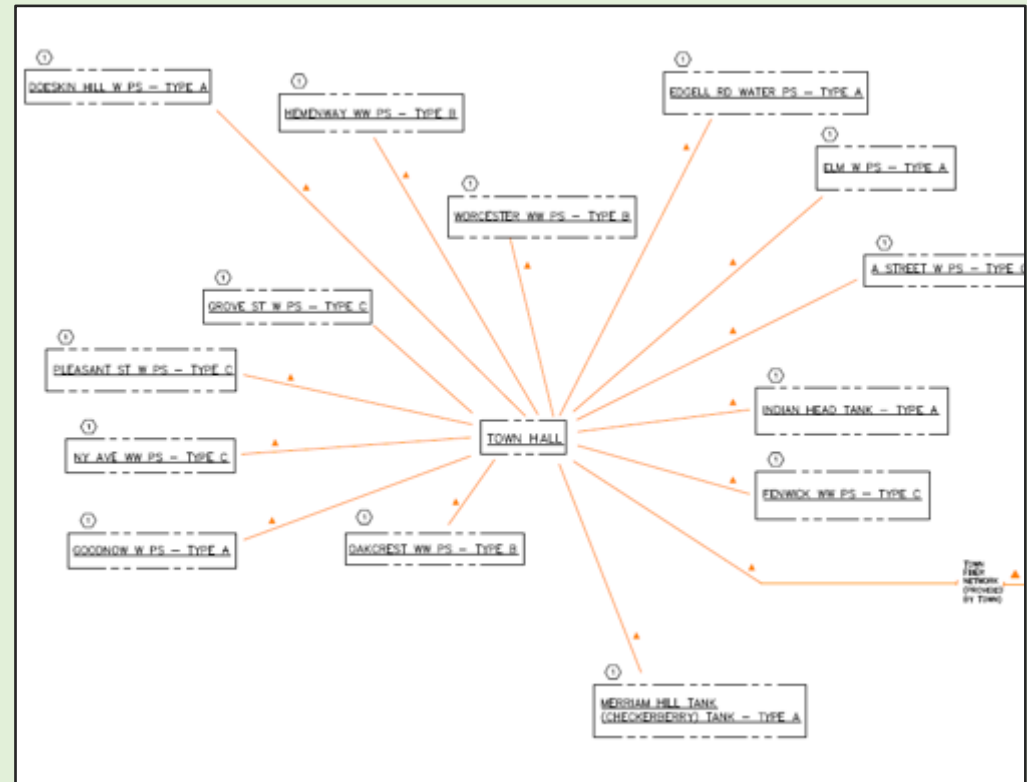 1
DOESKIN HILL W PS – TYPE A
1
HEMENWAY WW PS – TYPE B
1
EDGELL RD WATER PS – TYPE A
1
ELM W PS – TYPE A
1
WORCESTER WW PS – TYPE B
1
A STREET W PS – TYPE
1
GROVE ST W PS – TYPE C
1
PLEASANT ST W PS – TYPE C
1
INDIAN HEAD TANK – TYPE A
TOWN HALL
1
NY AVE WW PS – TYPE C
1
FENWICK WW PS – TYPE C
1
GOODNOW W PS – TYPE A
1
OAKCREST WW PS – TYPE B
TOWN
FIBER
NETWORK
(PROVIDED
BY TOWN)
1
MERRIAM HILL TANK
(CHECKERBERRY) TANK – TYPE A